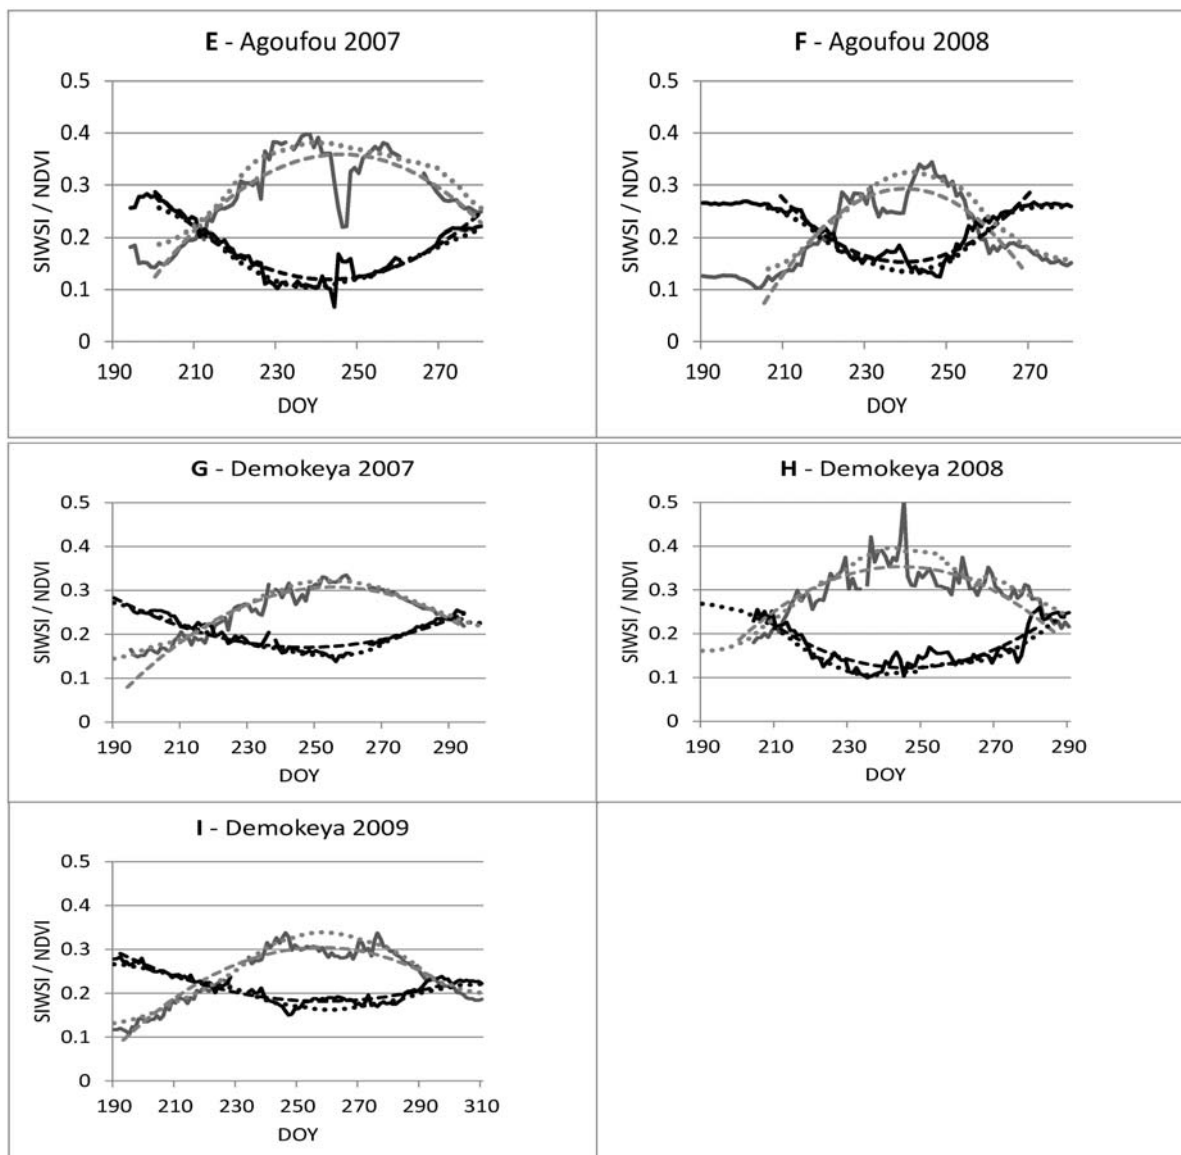 E - Agoufou 2007
0.5
0.4
0.3
0.2
0.1
0
SIWSI / NDVI
190 210 230 250 270
DOY
F - Agoufou 2008
0.5
0.4
0.3
0.2
0.1
0
SIWSI / NDVI
190 210 230 250 270
DOY
G - Demokeya 2007
0.5
0.4
0.3
0.2
0.1
0
SIWSI / NDVI
190 210 230 250 270 290
DOY
H - Demokeya 2008
0.5
0.4
0.3
0.2
0.1
0
SIWSI / NDVI
190 210 230 250 270 290
DOY
I - Demokeya 2009
0.5
0.4
0.3
0.2
0.1
0
SIWSI / NDVI
190 210 230 250 270 290 310
DOY